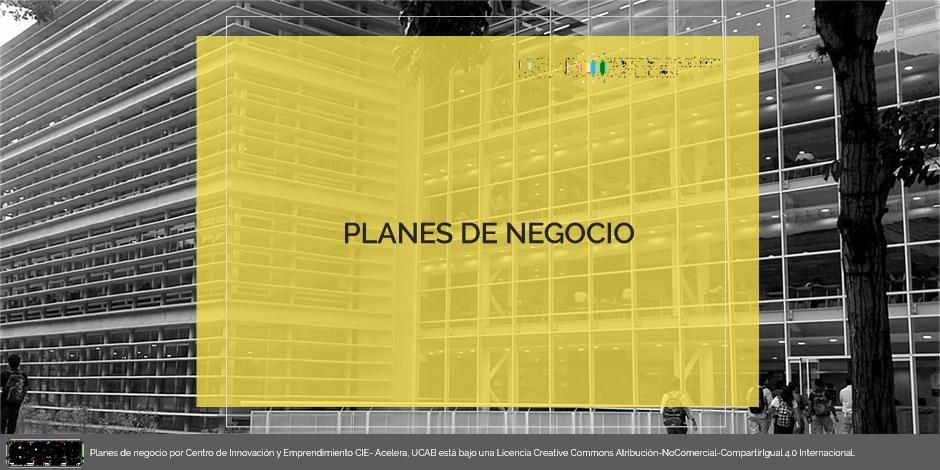 PLANES DE NEGOCIO
Planes de negocio por Centro de Innovación y Emprendimiento CIE- Acelera, UCAB está bajo una Licencia Creative Commons Atribución-NoComercial-CompartirIgual 4.0 Internacional.